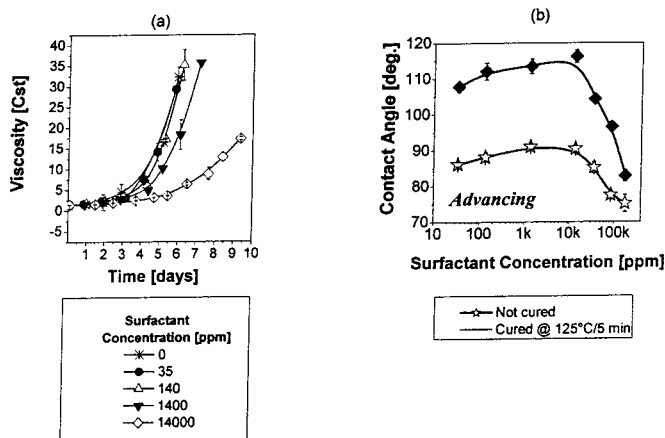 (a)
Viscosity [Cst]
40
35
30
25
20
15
10
5
0
-5
1 2 3 4 5 6 7 8 9 10
Time [days]
Surfactant
Concentration [ppm]
0
35
140
1400
14000
(b)
Contact Angle [deg.]
120
110
100
90
80
70
60
Advancing
10 100 1k 10k 100k
Surfactant Concentration [ppm]
Not cured
Cured @ 125°C/5 min